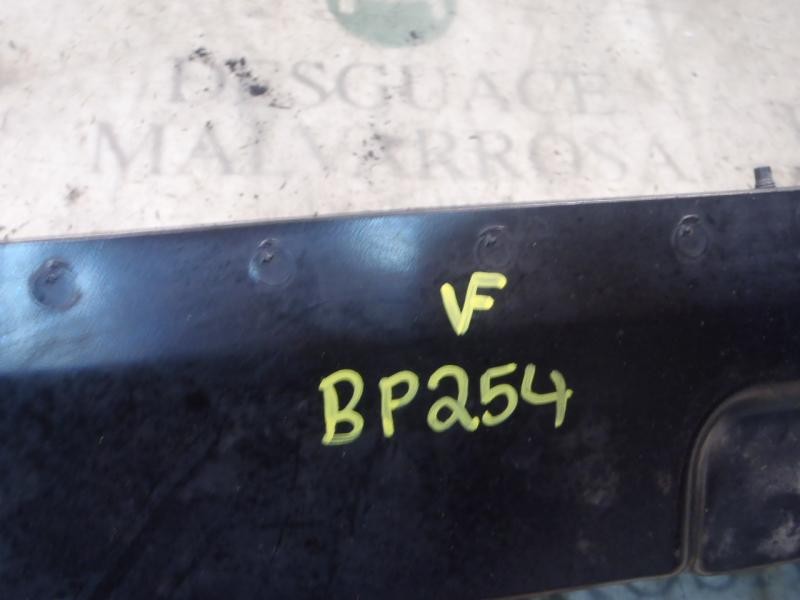 DESGUACE
MALVARROSA
VF
BP254